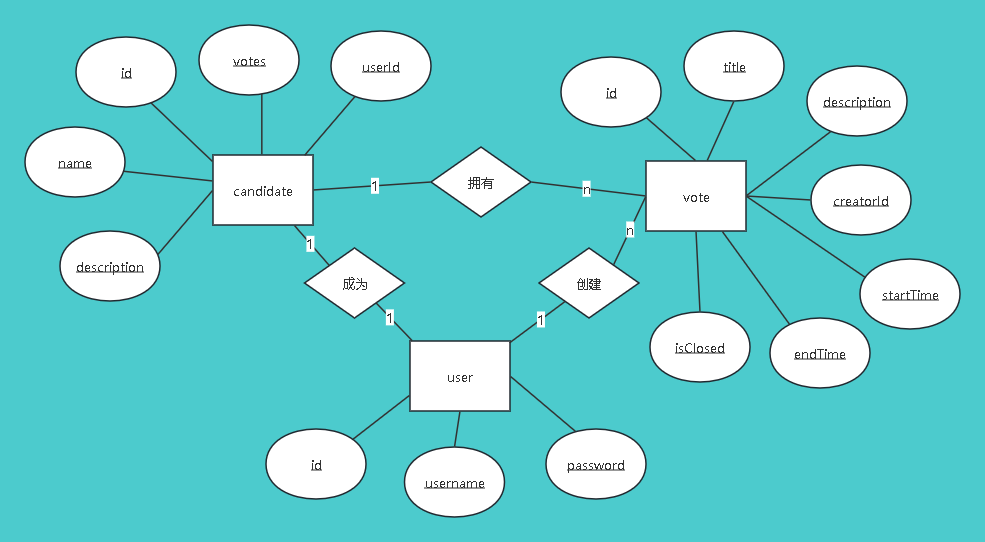 id
votes
userId
name
candidate
description
1
拥有
n
id
title
description
vote
creatorId
startTime
endTime
isClosed
n
创建
1
1
成为
1
user
id
username
password